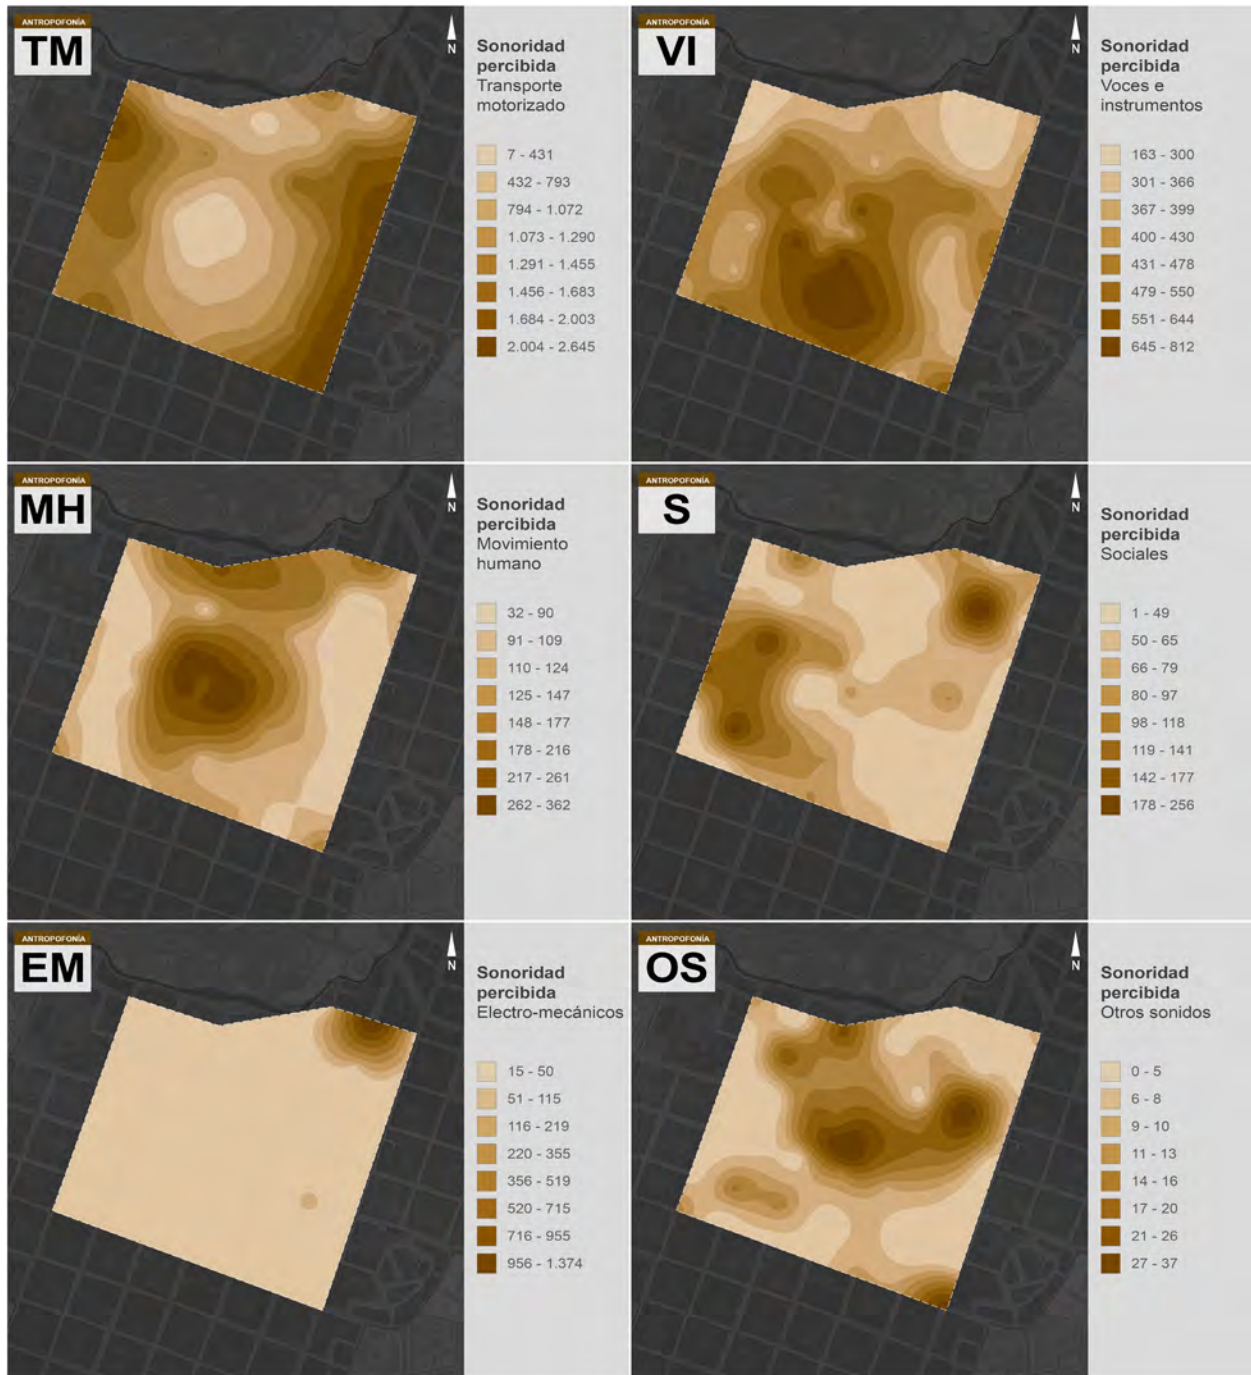 ANTROPOFONÍA
TM
N
Sonoridad
percibida
Transporte
motorizado
7 - 431
432 - 793
794 - 1.072
1.073 - 1.290
1.291 - 1.455
1.456 - 1.683
1.684 - 2.003
2.004 - 2.645
ANTROPOFONÍA
VI
N
Sonoridad
percibida
Voces e
instrumentos
163 - 300
301 - 366
367 - 399
400 - 430
431 - 478
479 - 550
551 - 644
645 - 812
ANTROPOFONÍA
MH
N
Sonoridad
percibida
Movimiento
humano
32 - 90
91 - 109
110 - 124
125 - 147
148 - 177
178 - 216
217 - 261
262 - 362
ANTROPOFONÍA
S
N
Sonoridad
percibida
Sociales
1 - 49
50 - 65
66 - 79
80 - 97
98 - 118
119 - 141
142 - 177
178 - 256
ANTROPOFONÍA
EM
N
Sonoridad
percibida
Electro-mecánicos
15 - 50
51 - 115
116 - 219
220 - 355
356 - 519
520 - 715
716 - 955
956 - 1.374
ANTROPOFONÍA
OS
N
Sonoridad
percibida
Otros sonidos
0 - 5
6 - 8
9 - 10
11 - 13
14 - 16
17 - 20
21 - 26
27 - 37